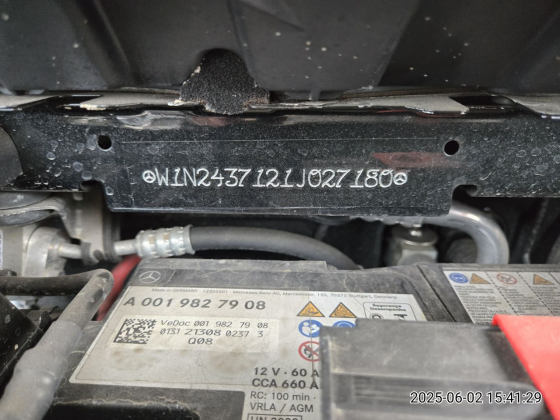 W1N2437121J027180
A 001 982 79 08
VeDoc 001 982 79 08
0131 21308 0237 3
Q08
12 V · 60 A
CCA 660 A
RC: 100 min
VRLA / AGM
2025-06-02 15:41:29